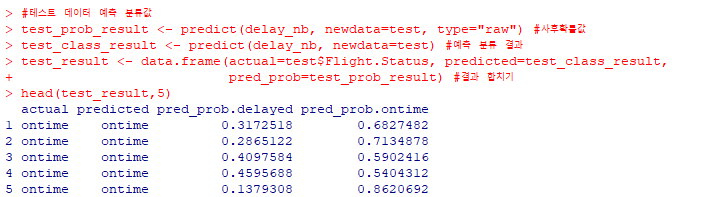 > #테스트 데이터 예측 분류값
> test_prob_result <- predict(delay_nb, newdata=test, type="raw") #사후확률값
> test_class_result <- predict(delay_nb, newdata=test) #예측 분류 결과
> test_result <- data.frame(actual=test$Flight.Status, predicted=test_class_result,
+                           pred_prob=test_prob_result) #결과 합치기
> head(test_result,5)
  actual predicted pred_prob.delayed pred_prob.ontime
1 ontime    ontime         0.3172518        0.6827482
2 ontime    ontime         0.2865122        0.7134878
3 ontime    ontime         0.4097584        0.5902416
4 ontime    ontime         0.4595688        0.5404312
5 ontime    ontime         0.1379308        0.8620692